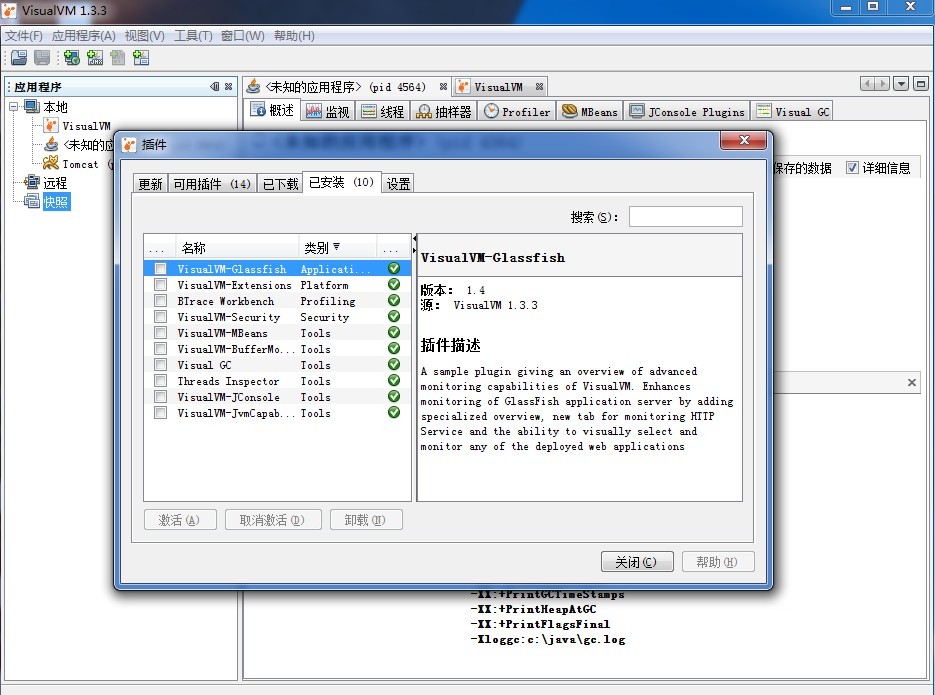 VisualVM 1.3.3
文件(F) 应用程序(A) 视图(V) 工具(T) 窗口(W) 帮助(H)
应用程序
<未知的应用程序> (pid 4564) VisualVM
概述 监视 线程 抽样器 Profiler MBeans JConsole Plugins Visual GC
本地
VisualVM
<未知的应
Tomcat (p
远程
快照
保存的数据 详细信息
插件
更新 可用插件 (14) 已下载 已安装 (10) 设置
搜索(S):
... 名称 类别 ...
VisualVM-Glassfish Applicati...
VisualVM-Extensions Platform
BTrace Workbench Profiling
VisualVM-Security Security
VisualVM-MBeans Tools
VisualVM-BufferMo... Tools
Visual GC Tools
Threads Inspector Tools
VisualVM-JConsole Tools
VisualVM-JvmCapab... Tools
VisualVM-Glassfish
版本: 1.4
源: VisualVM 1.3.3
插件描述
A sample plugin giving an overview of advanced
monitoring capabilities of VisualVM. Enhances
monitoring of GlassFish application server by adding
specialized overview, new tab for monitoring HTTP
Service and the ability to visually select and
monitor any of the deployed web applications
激活(A) 取消激活(D) 卸载(U)
关闭(C) 帮助(H)
-XX:+PrintGCTimeStamps
-XX:+PrintHeapAtGC
-XX:+PrintFlagsFinal
-Xloggc:c:\java\gc.log